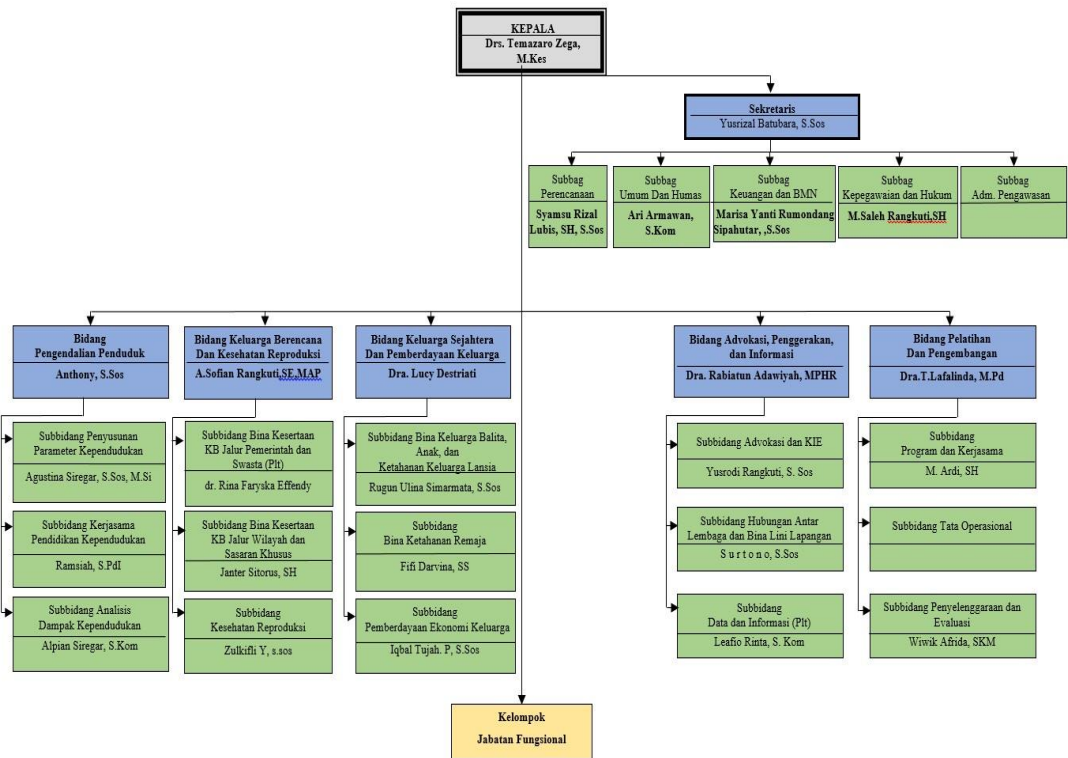 KEPALA
Drs. Temazaro Zega,
M.Kes
Sekretaris
Yusrizal Batubara, S.Sos
Subbag
Perencanaan
Syamsu Rizal
Lubis, SH, S.Sos
Subbag
Umum Dan Humas
Ari Armawan,
S.Kom
Subbag
Keuangan dan BMN
Marisa Yanti Rumondang
Sipahutar, ,S.Sos
Subbag
Kepegawaian dan Hukum
M.Saleh Rangkuti,SH
Subbag
Adm. Pengawasan
Bidang
Pengendalian Penduduk
Anthony, S.Sos
Bidang Keluarga Berencana
Dan Kesehatan Reproduksi
A.Sofian Rangkuti,SE,MAP
Bidang Keluarga Sejahtera
Dan Pemberdayaan Keluarga
Dra. Lucy Destriati
Bidang Advokasi, Penggerakan,
dan Informasi
Dra. Rabiatun Adawiyah, MPHR
Bidang Pelatihan
Dan Pengembangan
Dra.T.Lafalinda, M.Pd
Subbidang Penyusunan
Parameter Kependudukan
Agustina Siregar, S.Sos, M.Si
Subbidang Kerjasama
Pendidikan Kependudukan
Ramsiah, S.PdI
Subbidang Analisis
Dampak Kependudukan
Alpian Siregar, S.Kom
Subbidang Bina Kesertaan
KB Jalur Pemerintah dan
Swasta (Plt)
dr. Rina Faryska Effendy
Subbidang Bina Kesertaan
KB Jalur Wilayah dan
Sasaran Khusus
Janter Sitorus, SH
Subbidang
Kesehatan Reproduksi
Zulkifli Y, s.sos
Subbidang Bina Keluarga Balita,
Anak, dan
Ketahanan Keluarga Lansia
Rugun Ulina Simarmata, S.Sos
Subbidang
Bina Ketahanan Remaja
Fifi Darvina, SS
Subbidang
Pemberdayaan Ekonomi Keluarga
Iqbal Tujah. P, S.Sos
Subbidang Advokasi dan KIE
Yusrodi Rangkuti, S. Sos
Subbidang Hubungan Antar
Lembaga dan Bina Lini Lapangan
S u r t o n o, S.Sos
Subbidang
Data dan Informasi (Plt)
Leafio Rinta, S. Kom
Subbidang
Program dan Kerjasama
M. Ardi, SH
Subbidang Tata Operasional
Subbidang Penyelenggaraan dan
Evaluasi
Wiwik Afrida, SKM
Kelompok
Jabatan Fungsional